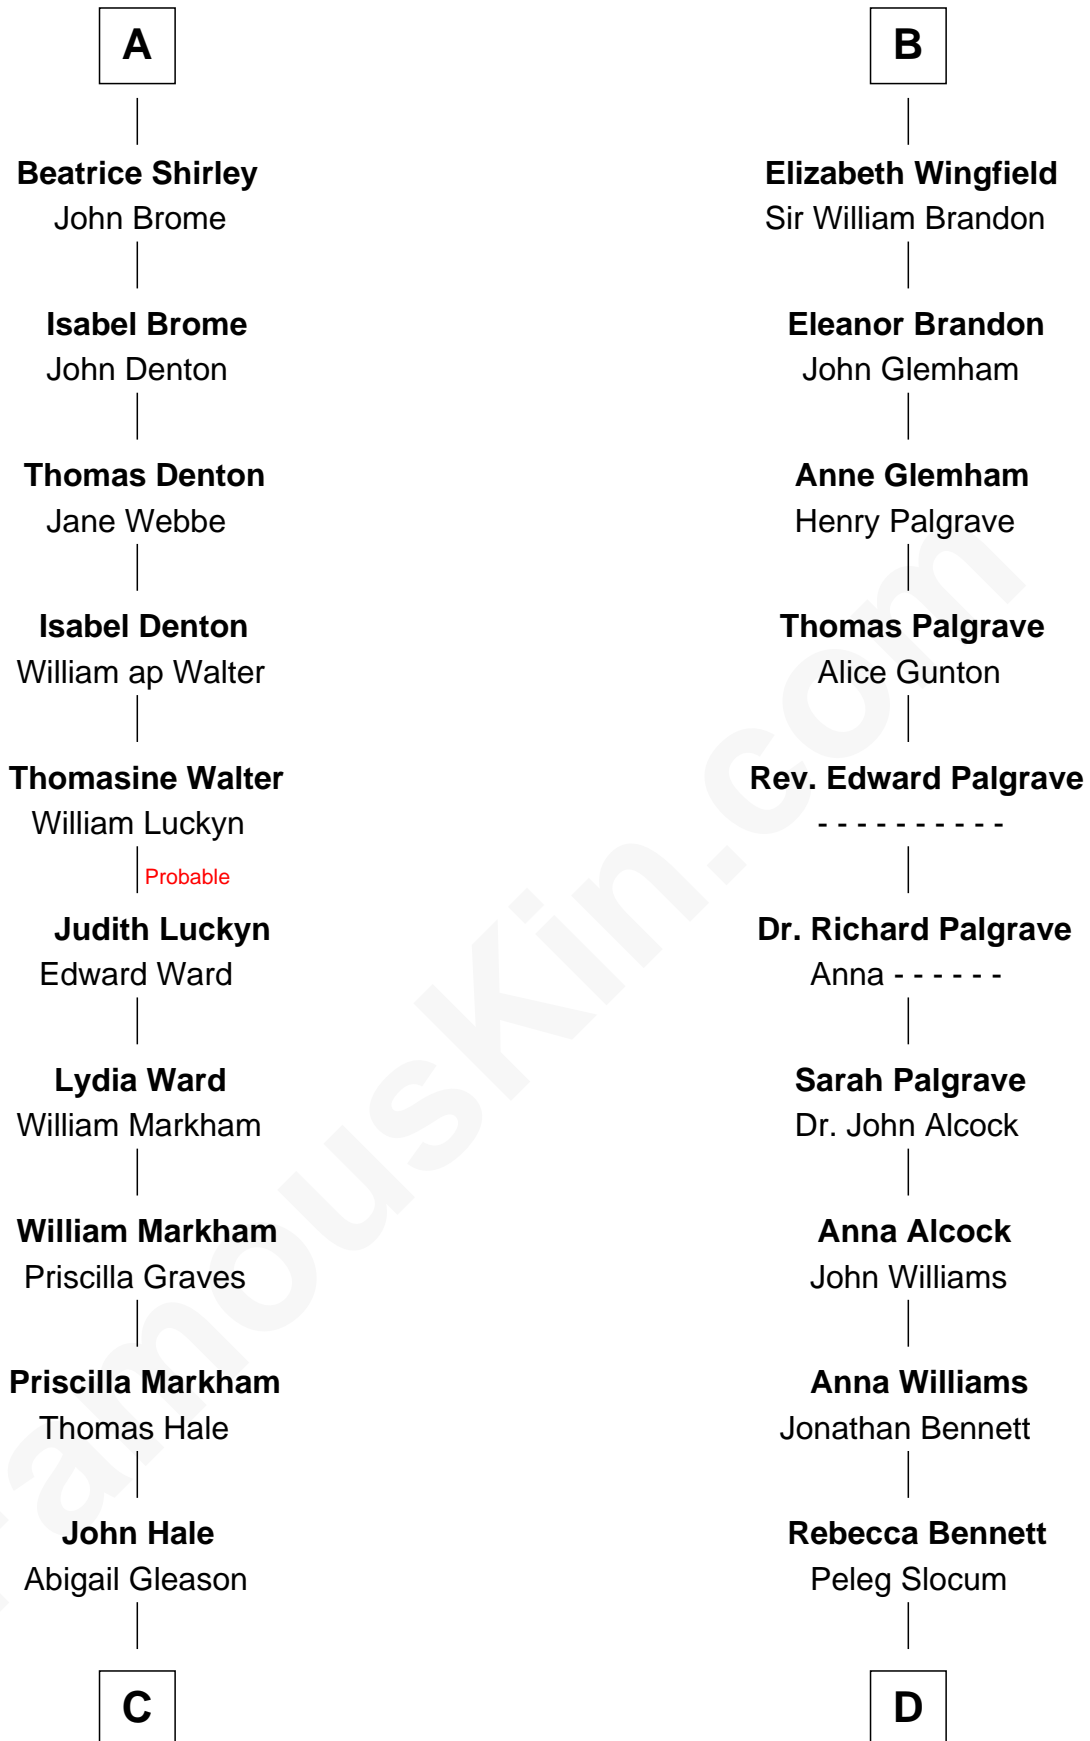 A
Beatrice Shirley
John Brome
Isabel Brome
John Denton
Thomas Denton
Jane Webbe
Isabel Denton
William ap Walter
Thomasine Walter
William Luckyn
Probable
Judith Luckyn
Edward Ward
Lydia Ward
William Markham
William Markham
Priscilla Graves
Priscilla Markham
Thomas Hale
John Hale
Abigail Gleason
C
B
Elizabeth Wingfield
Sir William Brandon
Eleanor Brandon
John Glemham
Anne Glemham
Henry Palgrave
Thomas Palgrave
Alice Gunton
Rev. Edward Palgrave
- - - - - - - - - -
Dr. Richard Palgrave
Anna - - - - - -
Sarah Palgrave
Dr. John Alcock
Anna Alcock
John Williams
Anna Williams
Jonathan Bennett
Rebecca Bennett
Peleg Slocum
D
FamousKin.com